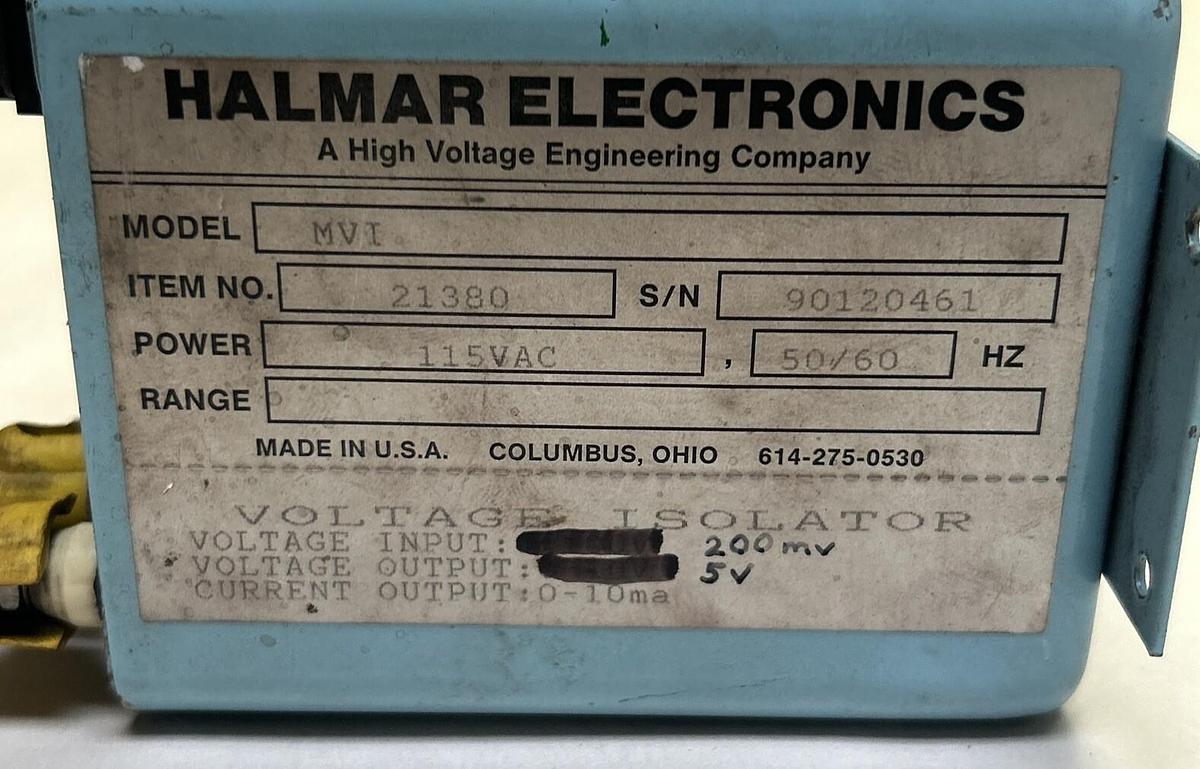 HALMAR ELECTRONICS
A High Voltage Engineering Company
MODEL MVI
ITEM NO. 21380 S/N 90120461
POWER 115VAC , 50/60 HZ
RANGE
MADE IN U.S.A. COLUMBUS, OHIO 614-275-0530
VOLTAGE ISOLATOR
VOLTAGE INPUT: 200mv
VOLTAGE OUTPUT: 5V
CURRENT OUTPUT:0-10ma